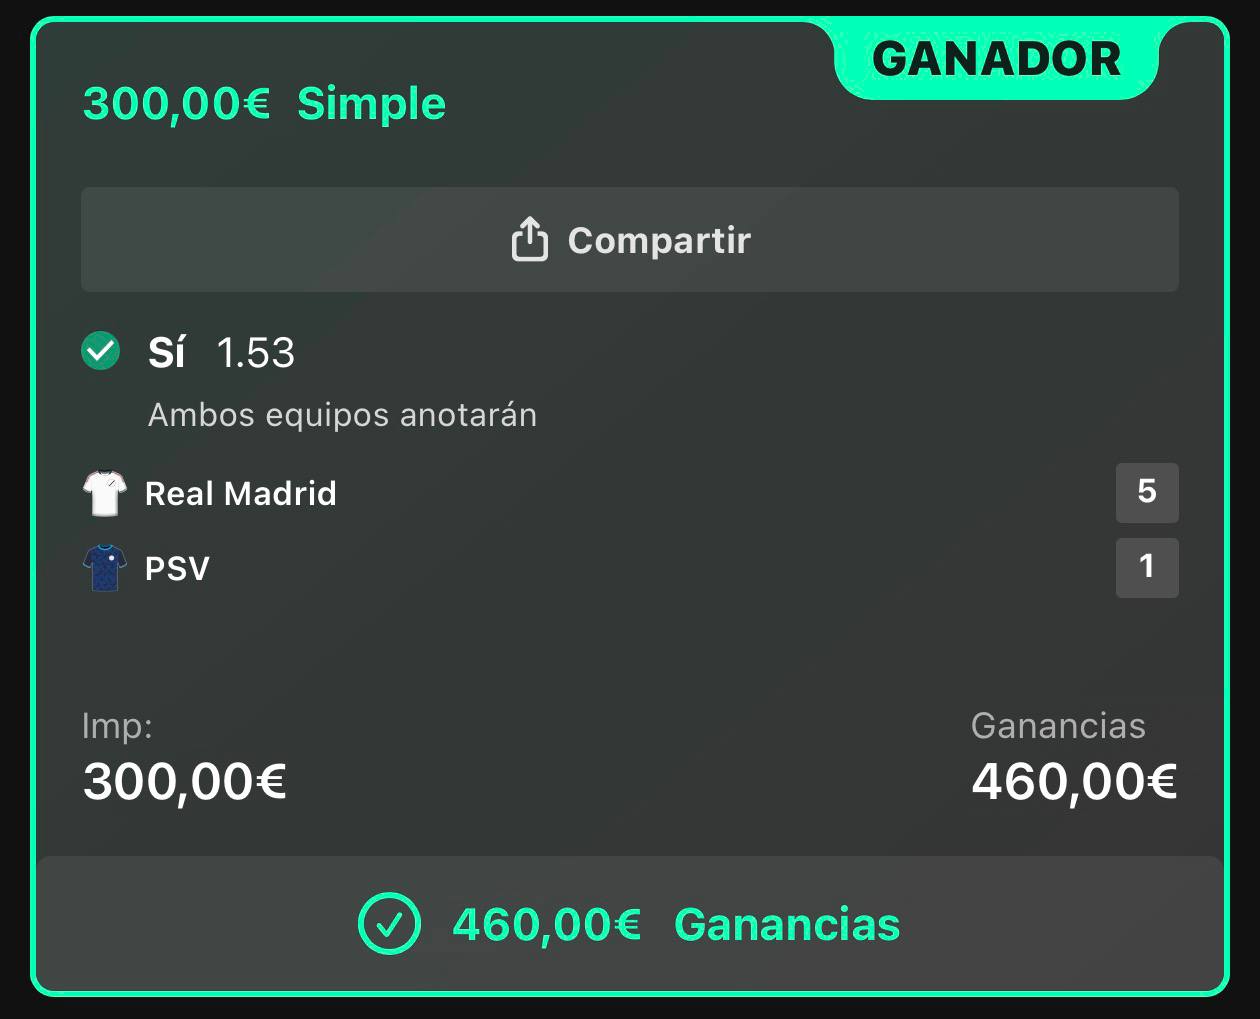 GANADOR
300,00€ Simple
Compartir
Sí 1.53
Ambos equipos anotarán
Real Madrid 5
PSV 1
Imp: Ganancias
300,00€ 460,00€
460,00€ Ganancias